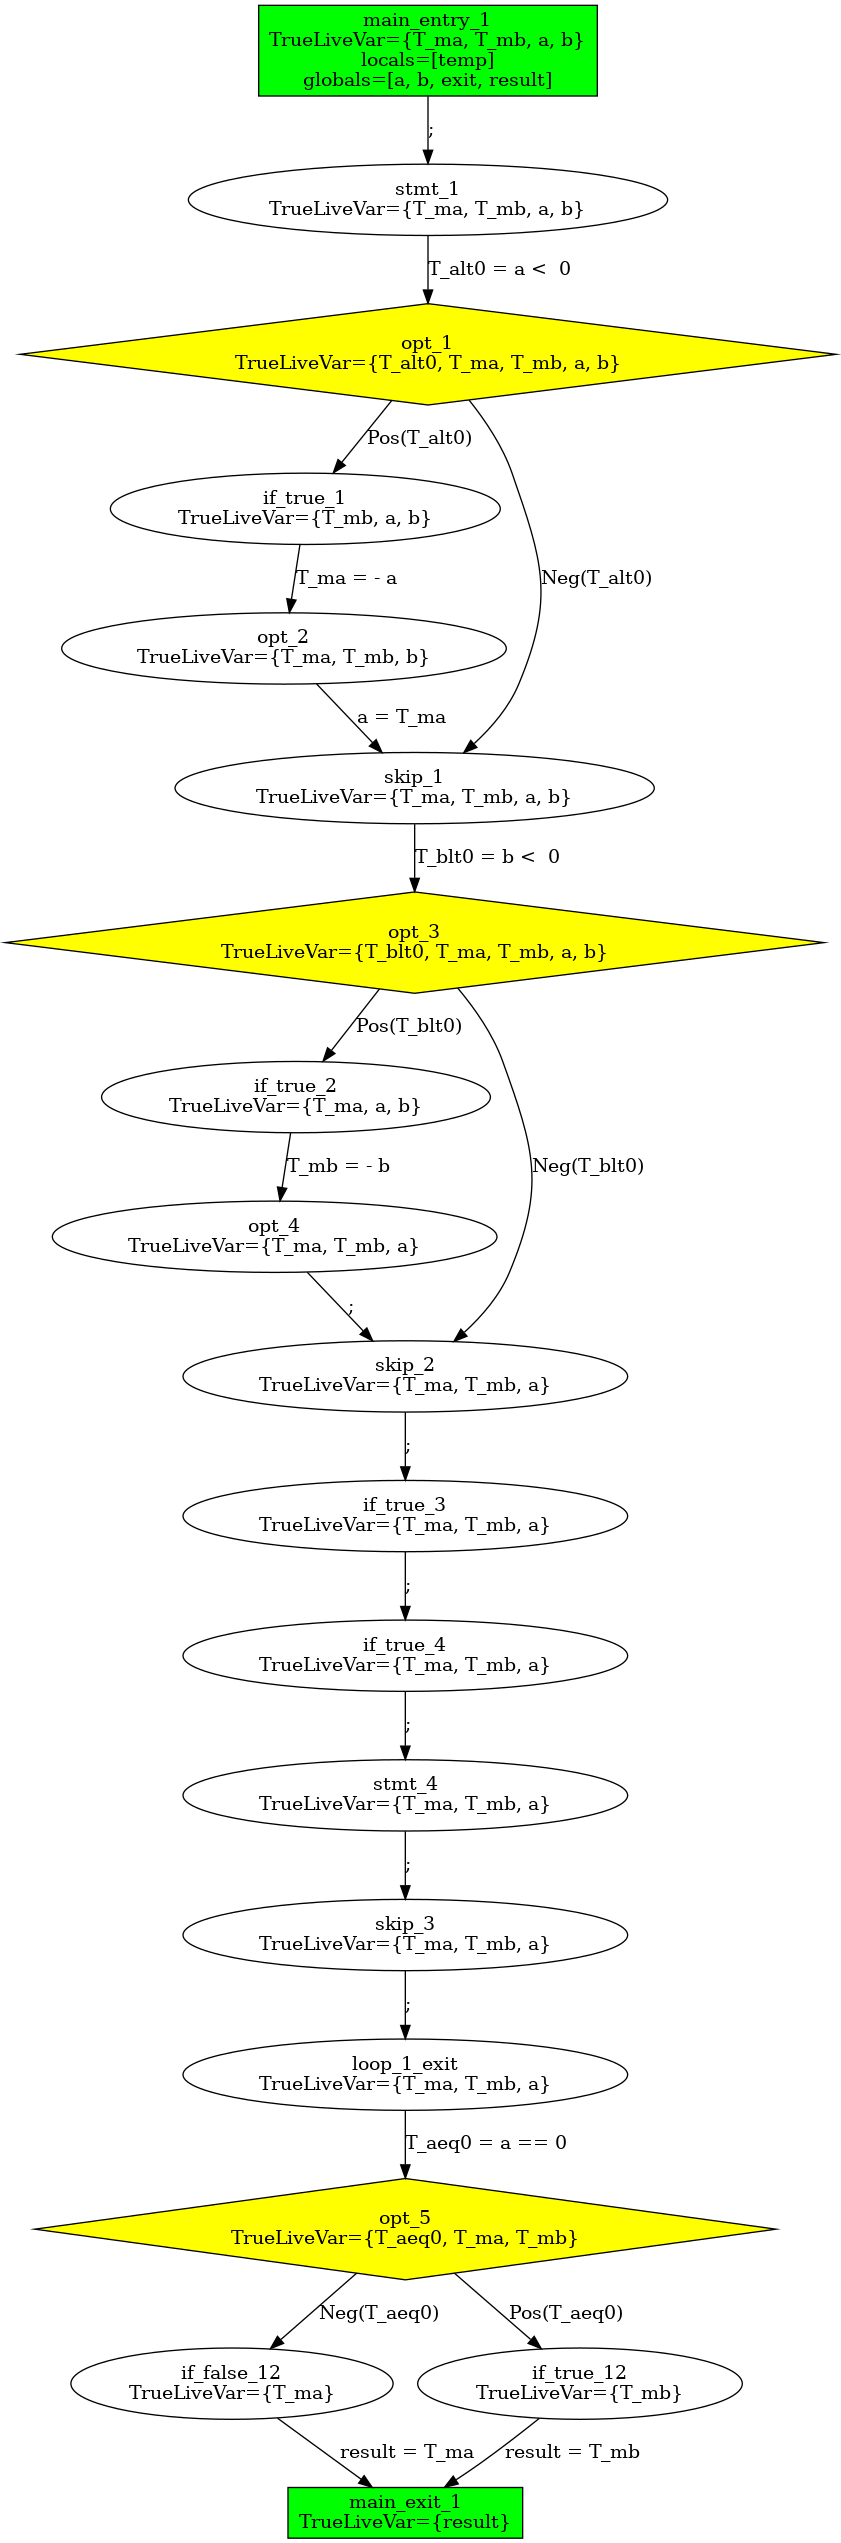 main_entry_1
TrueLiveVar={T_ma, T_mb, a, b}
locals=[temp]
globals=[a, b, exit, result]
;
stmt_1
TrueLiveVar={T_ma, T_mb, a, b}
T_alt0 = a <  0
opt_1
TrueLiveVar={T_alt0, T_ma, T_mb, a, b}
Pos(T_alt0)
if_true_1
TrueLiveVar={T_mb, a, b}
T_ma = - a
Neg(T_alt0)
opt_2
TrueLiveVar={T_ma, T_mb, b}
a = T_ma
skip_1
TrueLiveVar={T_ma, T_mb, a, b}
T_blt0 = b <  0
opt_3
TrueLiveVar={T_blt0, T_ma, T_mb, a, b}
Pos(T_blt0)
if_true_2
TrueLiveVar={T_ma, a, b}
T_mb = - b
Neg(T_blt0)
opt_4
TrueLiveVar={T_ma, T_mb, a}
;
skip_2
TrueLiveVar={T_ma, T_mb, a}
;
if_true_3
TrueLiveVar={T_ma, T_mb, a}
;
if_true_4
TrueLiveVar={T_ma, T_mb, a}
;
stmt_4
TrueLiveVar={T_ma, T_mb, a}
;
skip_3
TrueLiveVar={T_ma, T_mb, a}
;
loop_1_exit
TrueLiveVar={T_ma, T_mb, a}
T_aeq0 = a == 0
opt_5
TrueLiveVar={T_aeq0, T_ma, T_mb}
Neg(T_aeq0)
Pos(T_aeq0)
if_false_12
TrueLiveVar={T_ma}
if_true_12
TrueLiveVar={T_mb}
result = T_ma
result = T_mb
main_exit_1
TrueLiveVar={result}